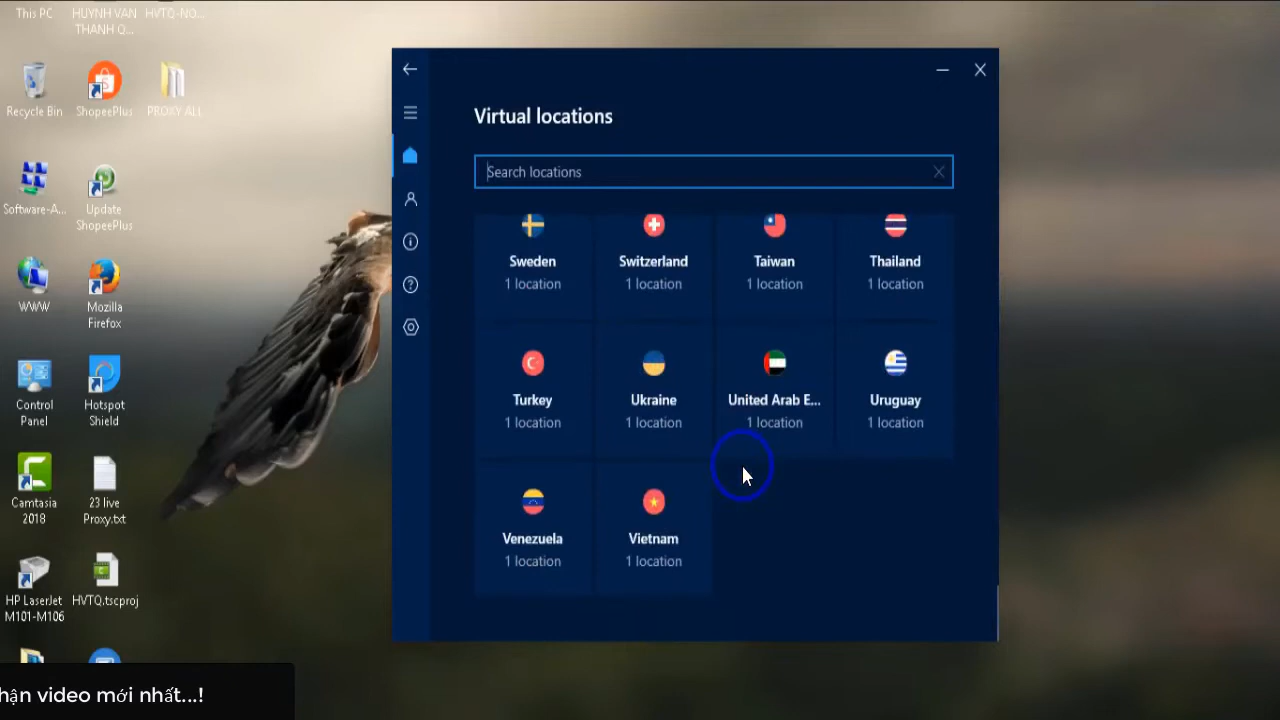 This PC
HUYNH VAN
THANH Q...
HVTQ-NO...
Recycle Bin
ShopeePlus
PROXY ALL
Software-A...
Update
ShopeePlus
WWW
Mozilla
Firefox
Control
Panel
Hotspot
Shield
Camtasia
2018
23 live
Proxy.txt
HP LaserJet
M101-M106
HVTQ.tscproj
Virtual locations
Search locations
Sweden
1 location
Switzerland
1 location
Taiwan
1 location
Thailand
1 location
Turkey
1 location
Ukraine
1 location
United Arab E...
1 location
Uruguay
1 location
Venezuela
1 location
Vietnam
1 location
video mới nhất...!